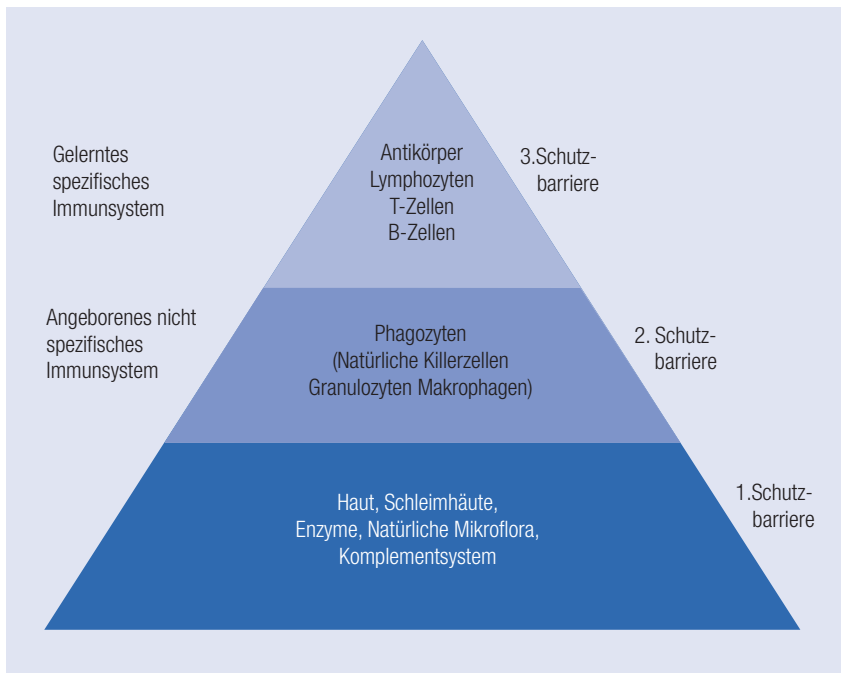 Gelerntes
spezifisches
Immunsystem
Antikörper
Lymphozyten
T-Zellen
B-Zellen
3.Schutz-
barriere
Angeborenes nicht
spezifisches
Immunsystem
Phagozyten
(Natürliche Killerzellen
Granulozyten Makrophagen)
2. Schutz-
barriere
Haut, Schleimhäute,
Enzyme, Natürliche Mikroflora,
Komplementsystem
1.Schutz-
barriere